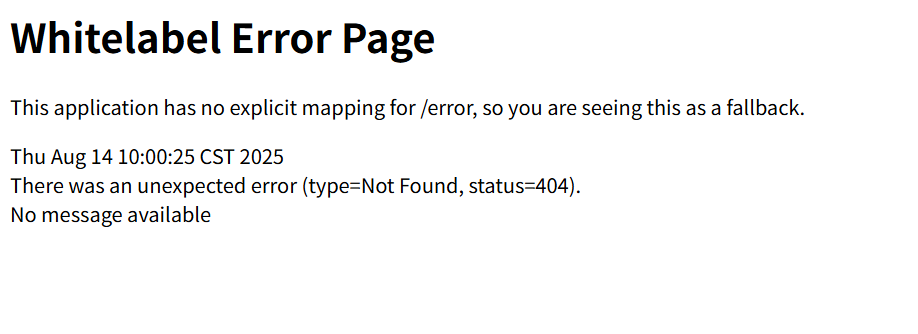 Whitelabel Error Page
This application has no explicit mapping for /error, so you are seeing this as a fallback.
Thu Aug 14 10:00:25 CST 2025
There was an unexpected error (type=Not Found, status=404).
No message available